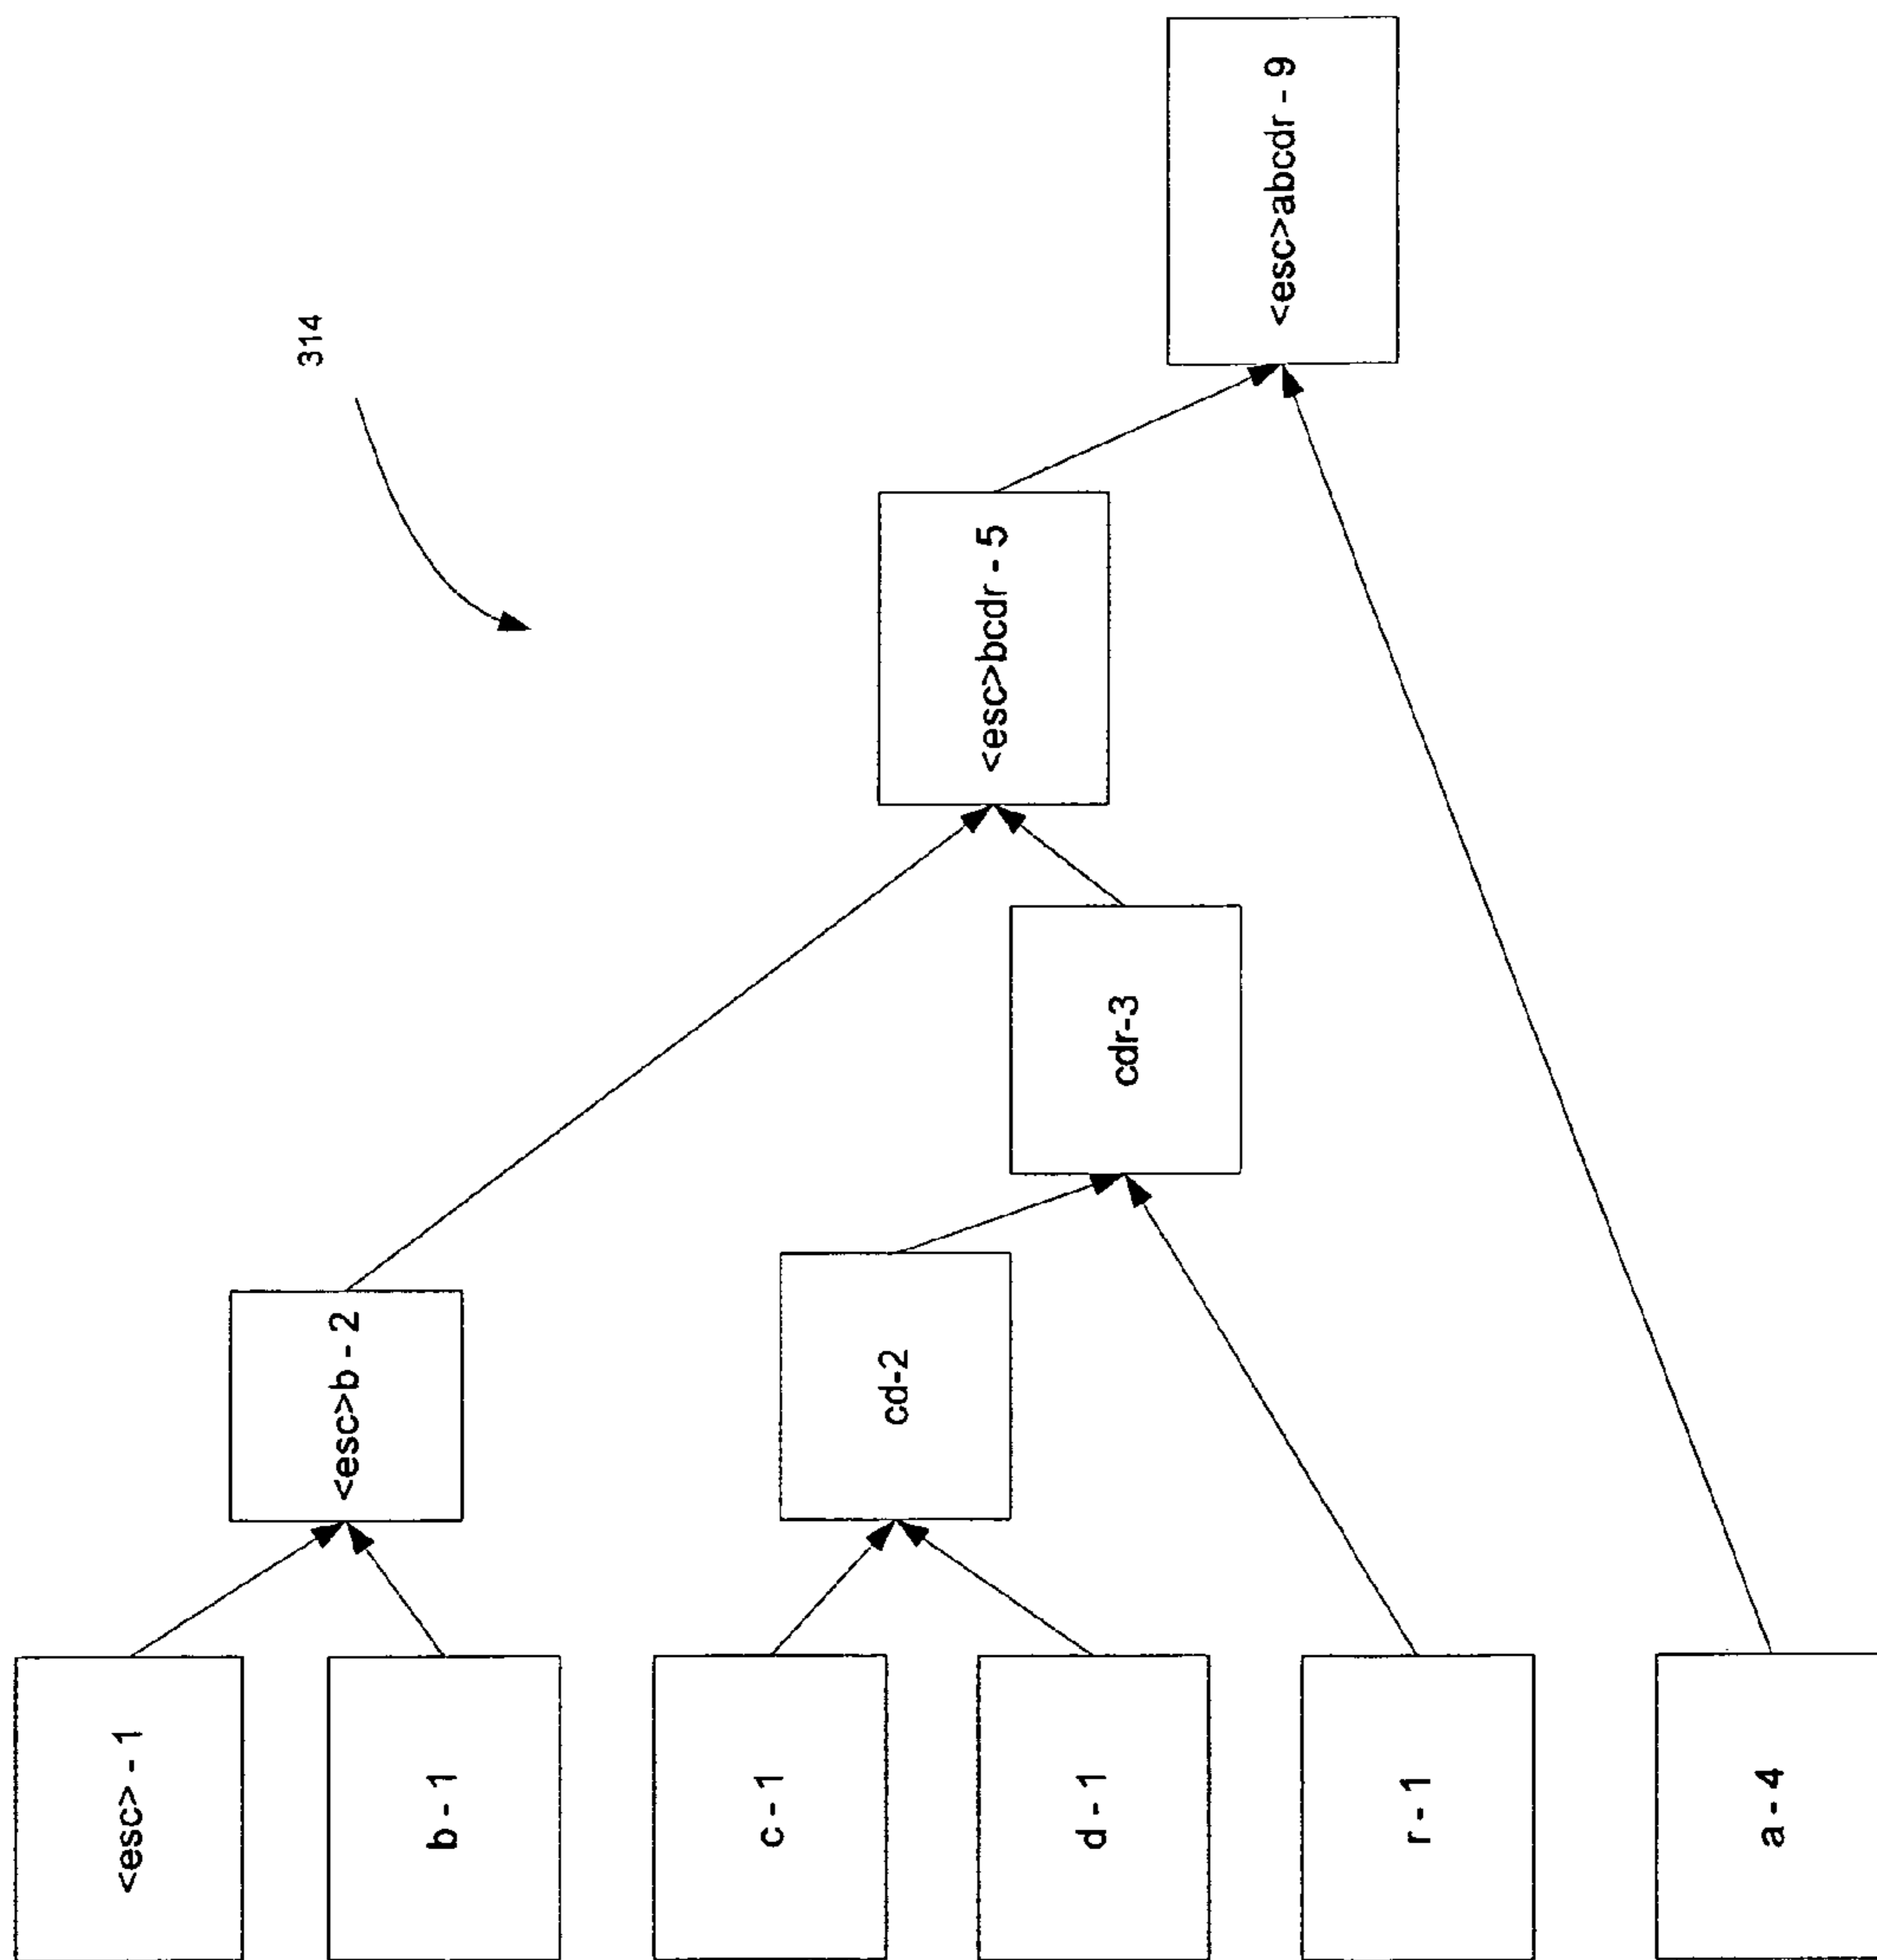 314
<esc>abcdr - 9
<esc>bcdr - 5
cdr-3
<esc>b - 2
cd-2
<esc> - 1
b - 1
c - 1
d - 1
r - 1
a - 4